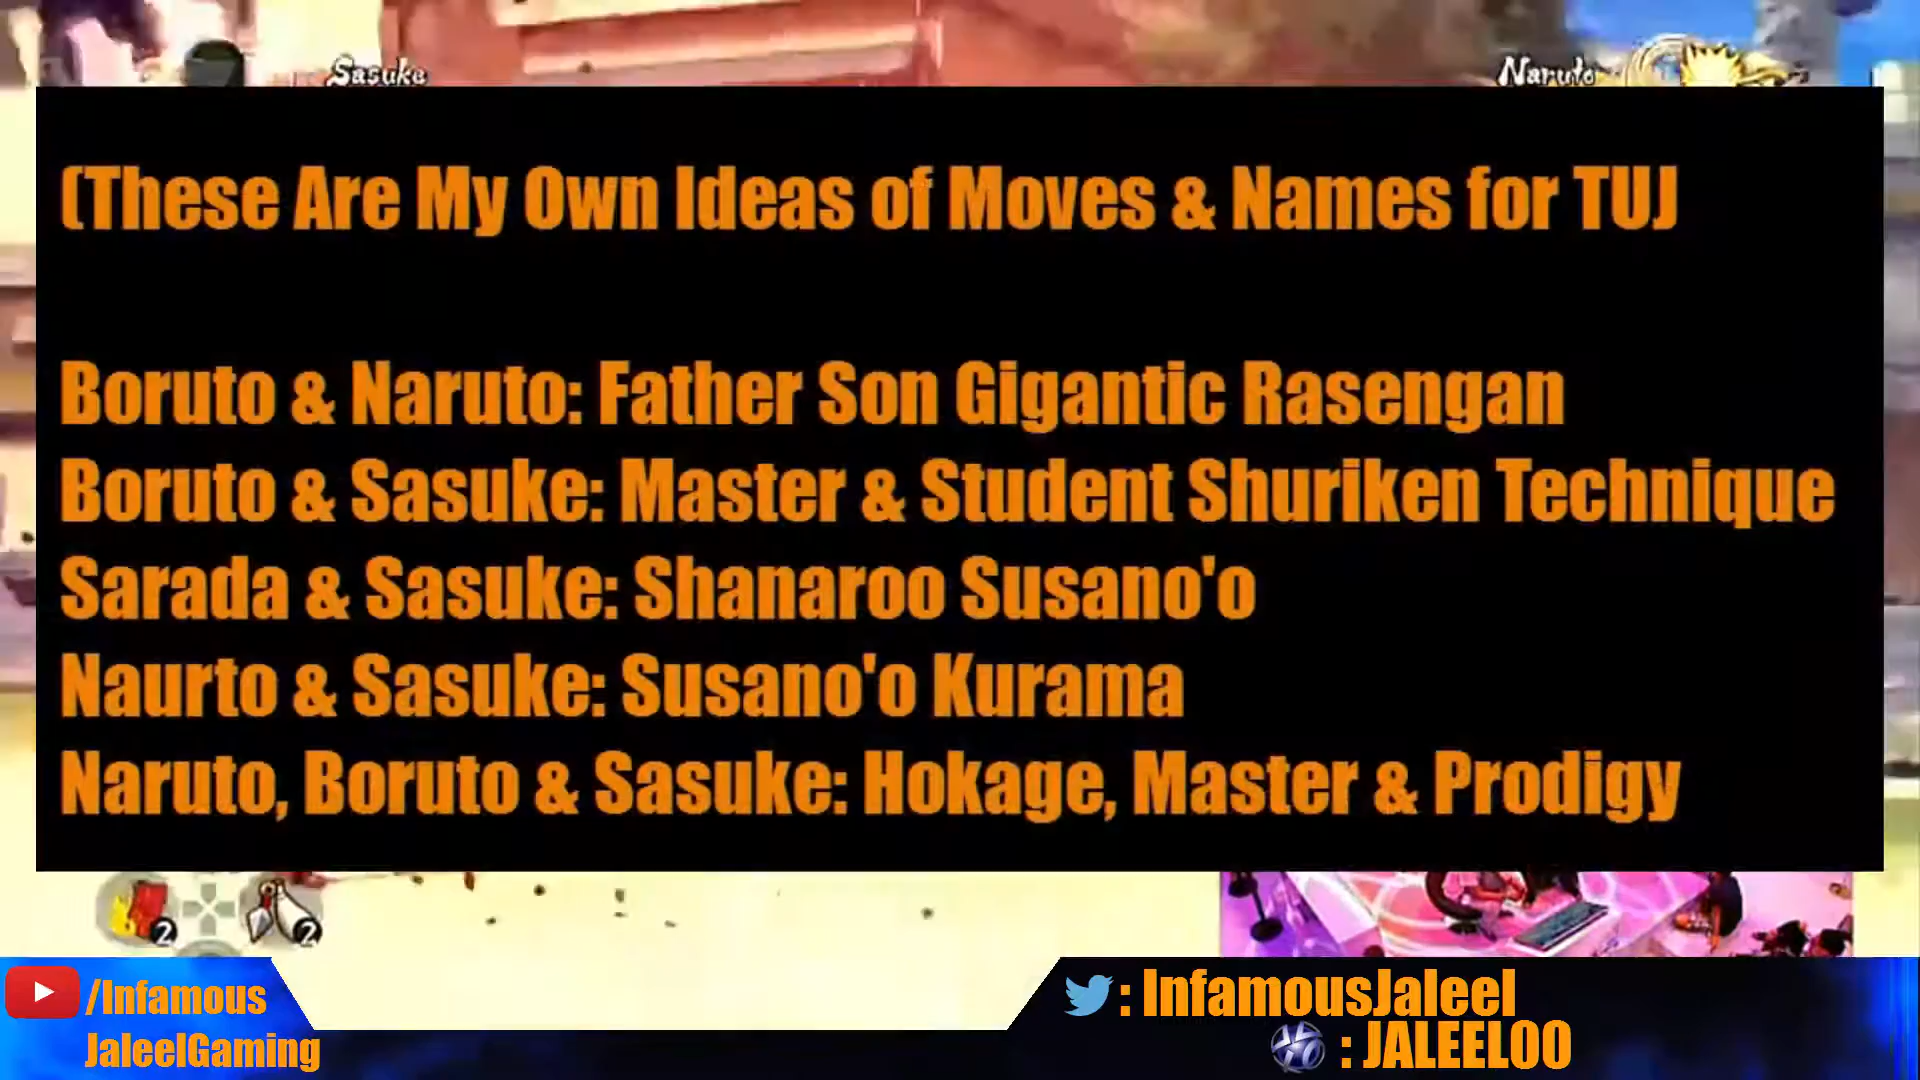 Sasuke
Naruto
(These Are My Own Ideas of Moves & Names for TUJ
Boruto & Naruto: Father Son Gigantic Rasengan
Boruto & Sasuke: Master & Student Shuriken Technique
Sarada & Sasuke: Shanaroo Susano'o
Naurto & Sasuke: Susano'o Kurama
Naruto, Boruto & Sasuke: Hokage, Master & Prodigy
2
2
/Infamous
JaleelGaming
: InfamousJaleel
: JALEELOO